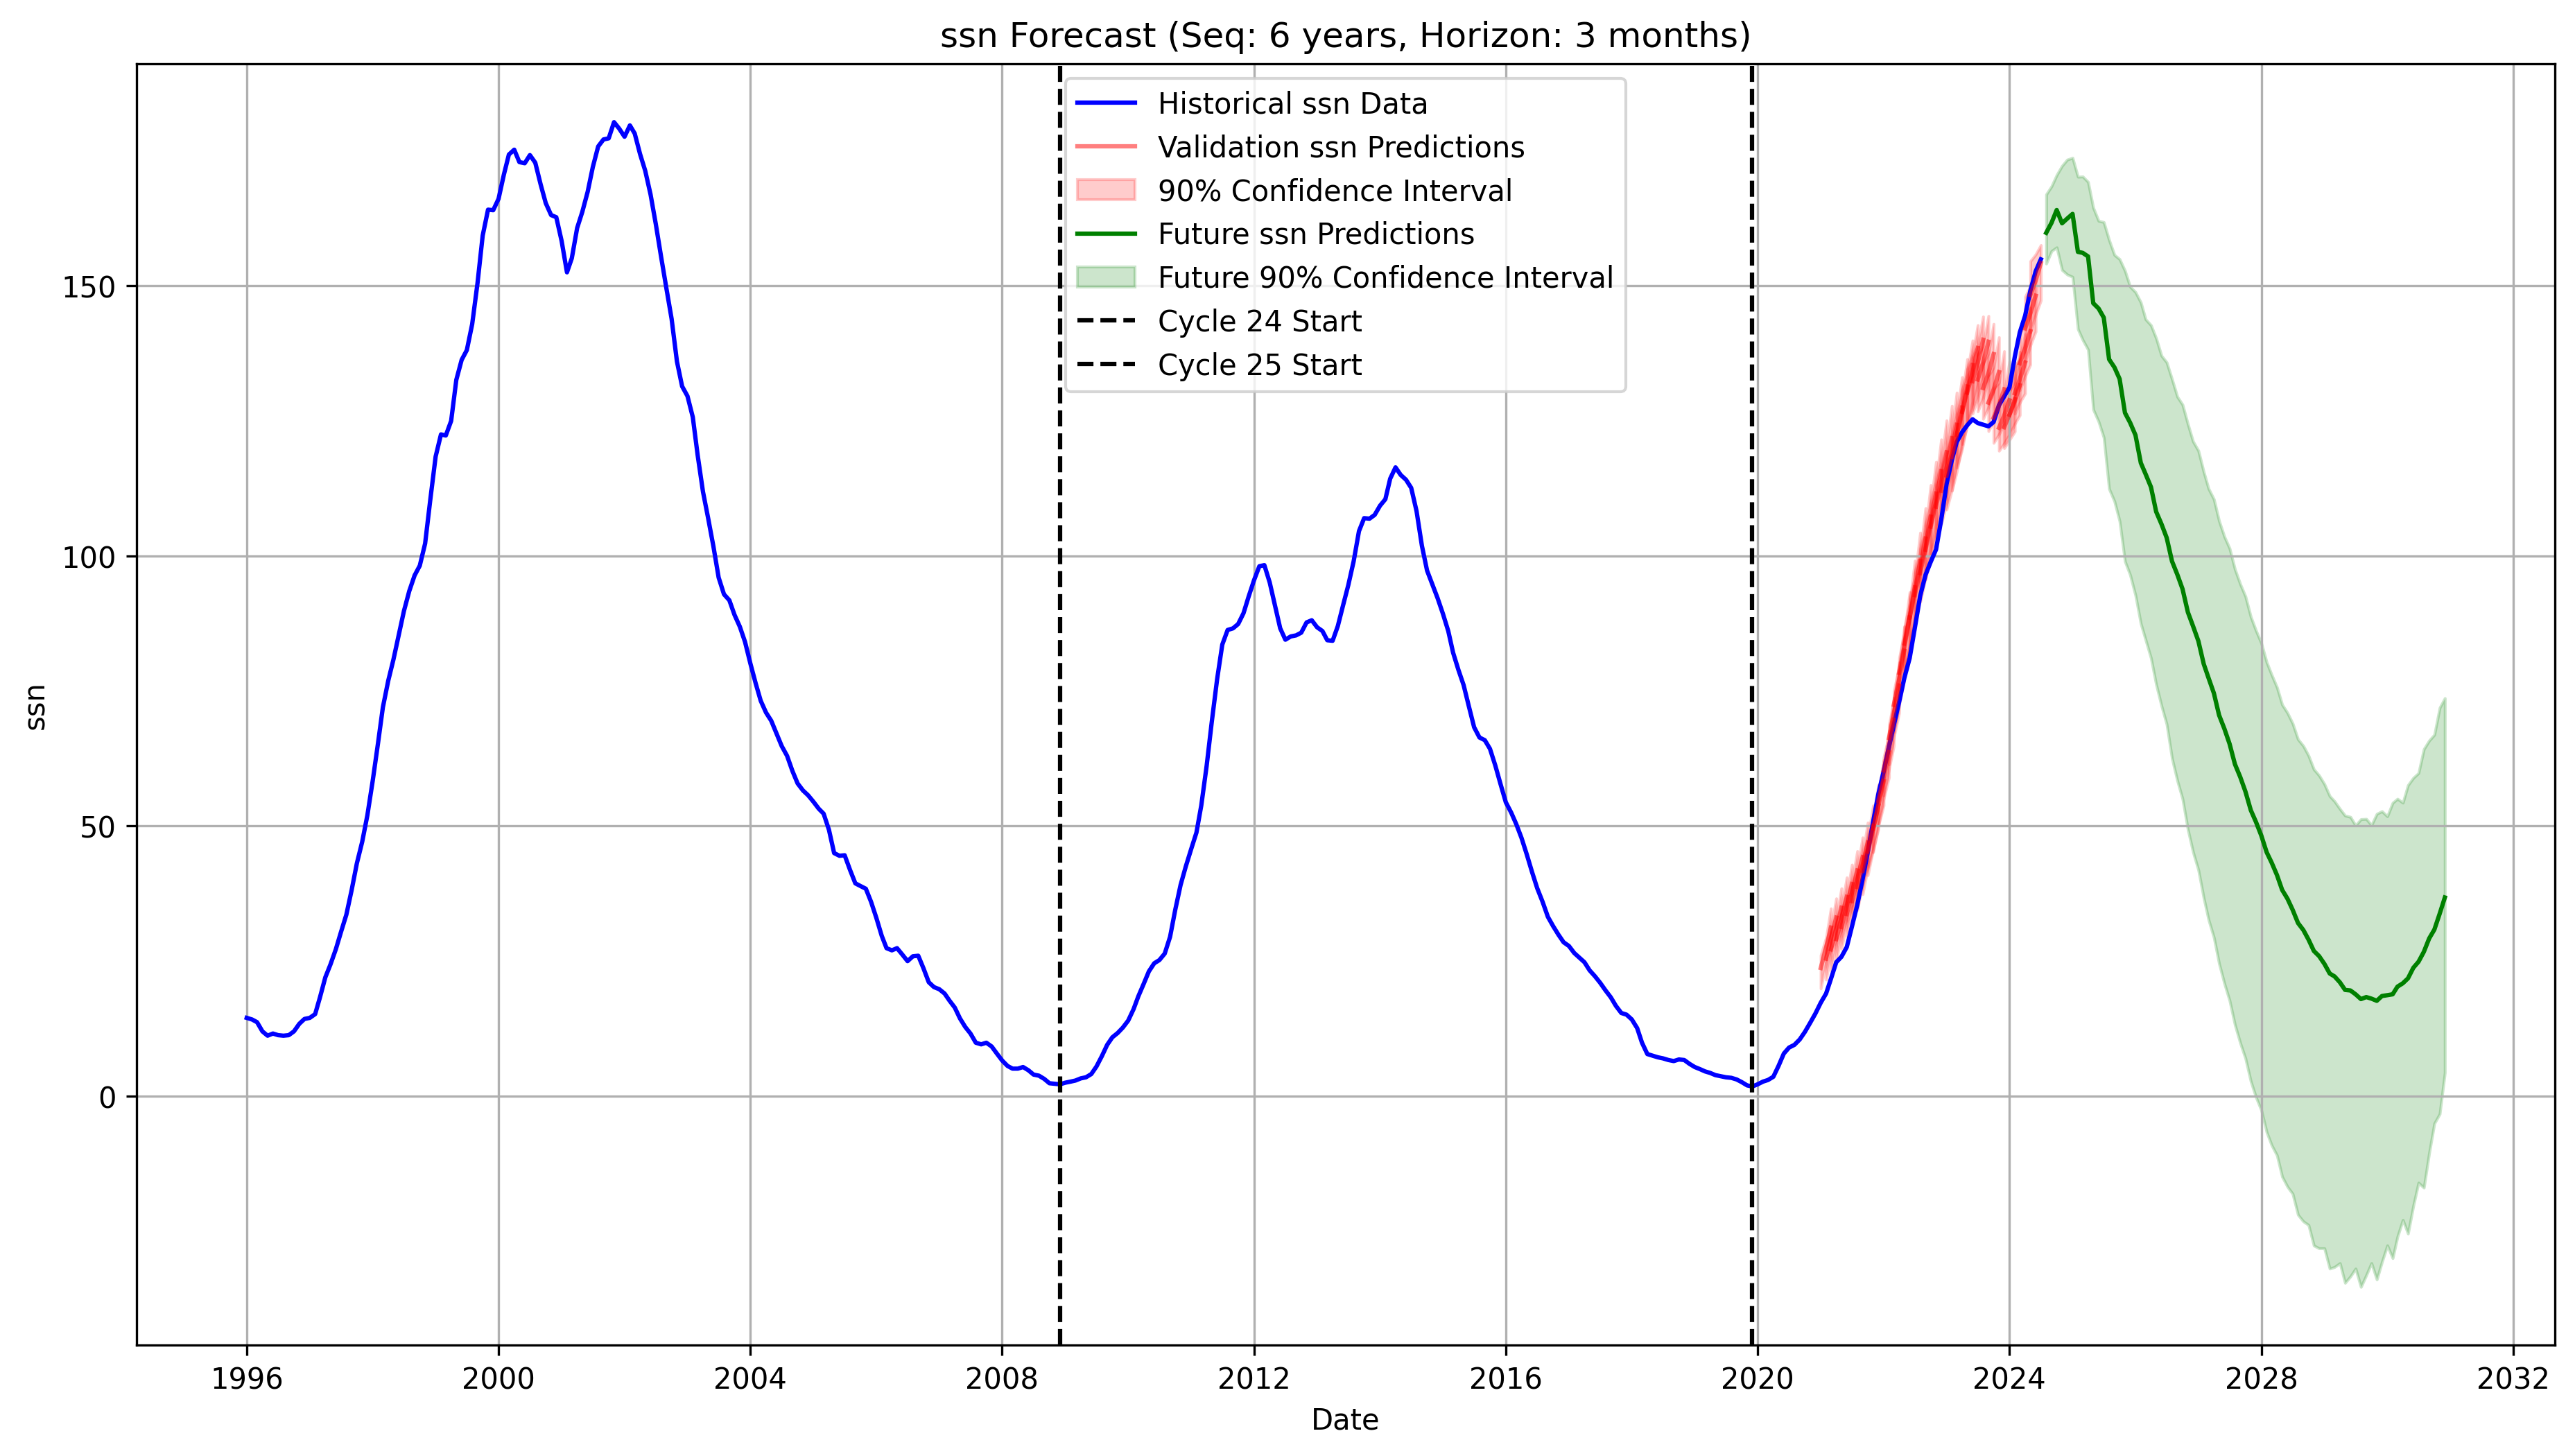 ssn Forecast (Seq: 6 years, Horizon: 3 months)
Historical ssn Data
Validation ssn Predictions
90% Confidence Interval
Future ssn Predictions
Future 90% Confidence Interval
Cycle 24 Start
Cycle 25 Start
150
100
50
0
ssn
1996 2000 2004 2008 2012 2016 2020 2024 2028 2032
Date